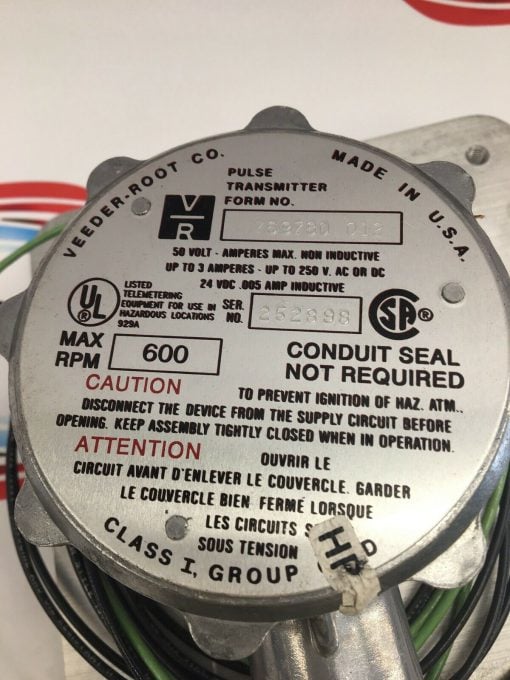 VEEDER-ROOT CO.
MADE IN U.S.A.
PULSE
TRANSMITTER
FORM NO.
V
R
50 VOLT - AMPERES MAX. NON INDUCTIVE
UP TO 3 AMPERES - UP TO 250 V. AC OR DC
24 VDC .005 AMP INDUCTIVE
UL
®
LISTED
TELEMETERING
EQUIPMENT FOR USE IN
HAZARDOUS LOCATIONS
929A
SER.
NO.
252898
SA ®
MAX
RPM
600
CONDUIT SEAL
NOT REQUIRED
CAUTION
TO PREVENT IGNITION OF HAZ. ATM..
DISCONNECT THE DEVICE FROM THE SUPPLY CIRCUIT BEFORE
OPENING. KEEP ASSEMBLY TIGHTLY CLOSED WHEN IN OPERATION.
ATTENTION
OUVRIR LE
CIRCUIT AVANT D'ENLEVER LE COUVERCLE. GARDER
LE COUVERCLE BIEN FERMÉ LORSQUE
LES CIRCUITS
SOUS TENSION
CLASS I, GROUP
D
HP